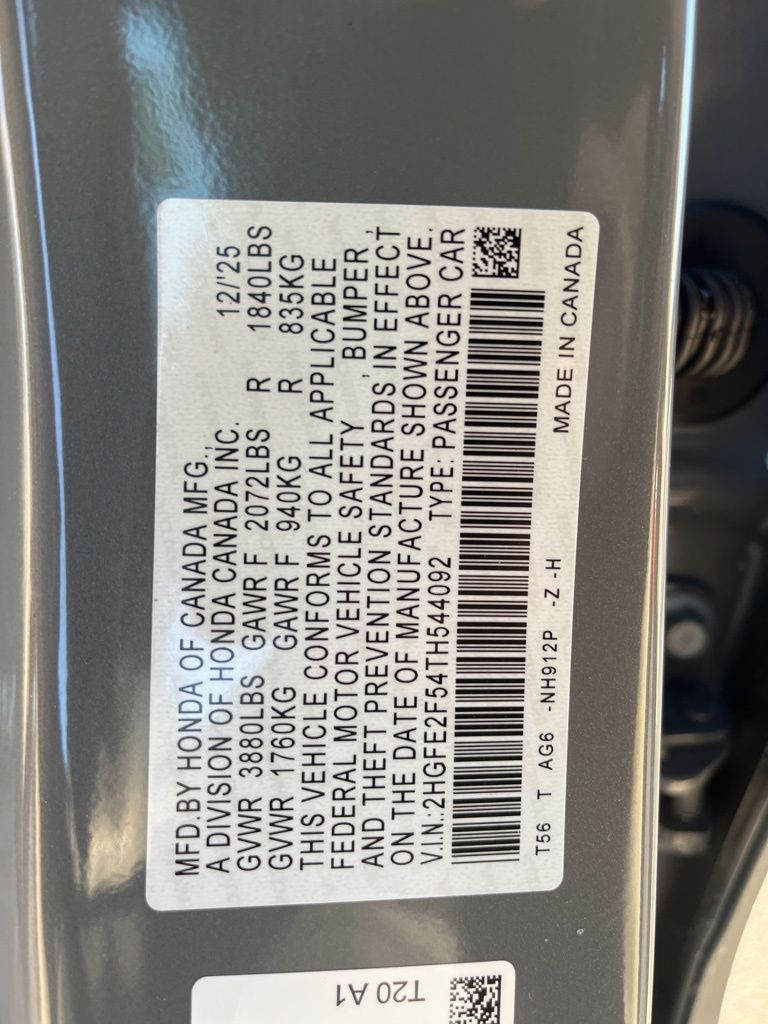 MFD.BY HONDA OF CANADA MFG.,
A DIVISION OF HONDA CANADA INC. 12/'25
GVWR 3880LBS GAWR F 2072LBS R 1840LBS
GVWR 1760KG GAWR F 940KG R 835KG
THIS VEHICLE CONFORMS TO ALL APPLICABLE
FEDERAL MOTOR VEHICLE SAFETY , BUMPER ,
AND THEFT PREVENTION STANDARDS IN EFFECT
ON THE DATE OF MANUFACTURE SHOWN ABOVE.
V.I.N.:2HGFE2F54TH544092 TYPE: PASSENGER CAR
T56 T AG6 -NH912P -Z -H MADE IN CANADA
T20 A1